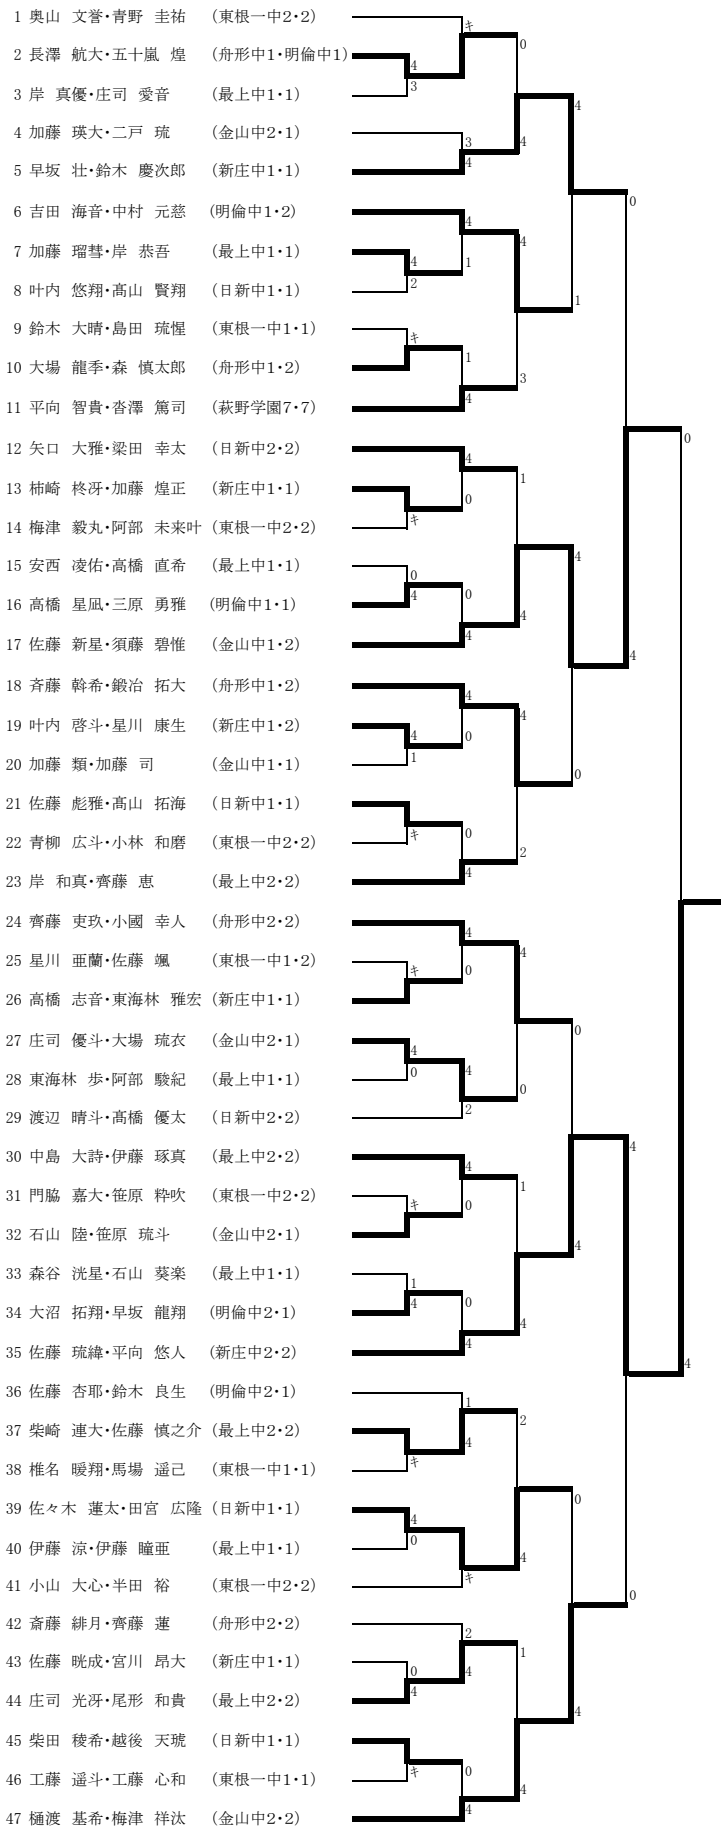 1 奥山 文誉・青野 圭祐 (東根一中2・2)
2 長澤 航大・五十嵐 煌 (舟形中1・明倫中1)
3 岸 真優・庄司 愛音 (最上中1・1)
4 加藤 瑛大・二戸 琉 (金山中2・1)
5 早坂 壮・鈴木 慶次郎 (新庄中1・1)
6 吉田 海音・中村 元慈 (明倫中1・2)
7 加藤 瑠彗・岸 恭吾 (最上中1・1)
8 叶内 悠翔・髙山 賢翔 (日新中1・1)
9 鈴木 大晴・島田 琉惺 (東根一中1・1)
10 大場 龍季・森 慎太郎 (舟形中1・2)
11 平向 智貴・沓澤 篤司 (萩野学園7・7)
12 矢口 大雅・梁田 幸太 (日新中2・2)
13 柿崎 柊冴・加藤 煌正 (新庄中1・1)
14 梅津 毅丸・阿部 未来叶 (東根一中2・2)
15 安西 凌佑・高橋 直希 (最上中1・1)
16 高橋 星凪・三原 勇雅 (明倫中1・1)
17 佐藤 新星・須藤 碧惟 (金山中1・2)
18 斉藤 幹希・鍛冶 拓大 (舟形中1・2)
19 叶内 啓斗・星川 康生 (新庄中1・2)
20 加藤 類・加藤 司 (金山中1・1)
21 佐藤 彪雅・髙山 拓海 (日新中1・1)
22 青柳 広斗・小林 和磨 (東根一中2・2)
23 岸 和真・齊藤 恵 (最上中2・2)
24 齊藤 吏玖・小國 幸人 (舟形中2・2)
25 星川 亜蘭・佐藤 颯 (東根一中1・2)
26 高橋 志音・東海林 雅宏 (新庄中1・1)
27 庄司 優斗・大場 琉衣 (金山中2・1)
28 東海林 歩・阿部 駿紀 (最上中1・1)
29 渡辺 晴斗・髙橋 優太 (日新中2・2)
30 中島 大詩・伊藤 琢真 (最上中2・2)
31 門脇 嘉大・笹原 粋吹 (東根一中2・2)
32 石山 陸・笹原 琉斗 (金山中2・1)
33 森谷 洸星・石山 葵楽 (最上中1・1)
34 大沼 拓翔・早坂 龍翔 (明倫中2・1)
35 佐藤 琉緯・平向 悠人 (新庄中2・2)
36 佐藤 杏耶・鈴木 良生 (明倫中2・1)
37 柴崎 連大・佐藤 慎之介 (最上中2・2)
38 椎名 暖翔・馬場 遥己 (東根一中1・1)
39 佐々木 蓮太・田宮 広隆 (日新中1・1)
40 伊藤 涼・伊藤 瞳亜 (最上中1・1)
41 小山 大心・半田 裕 (東根一中2・2)
42 斎藤 緋月・齊藤 蓮 (舟形中2・2)
43 佐藤 晄成・宮川 昂大 (新庄中1・1)
44 庄司 光冴・尾形 和貴 (最上中2・2)
45 柴田 稜希・越後 天琥 (日新中1・1)
46 工藤 遥斗・工藤 心和 (東根一中1・1)
47 樋渡 基希・梅津 祥汰 (金山中2・2)